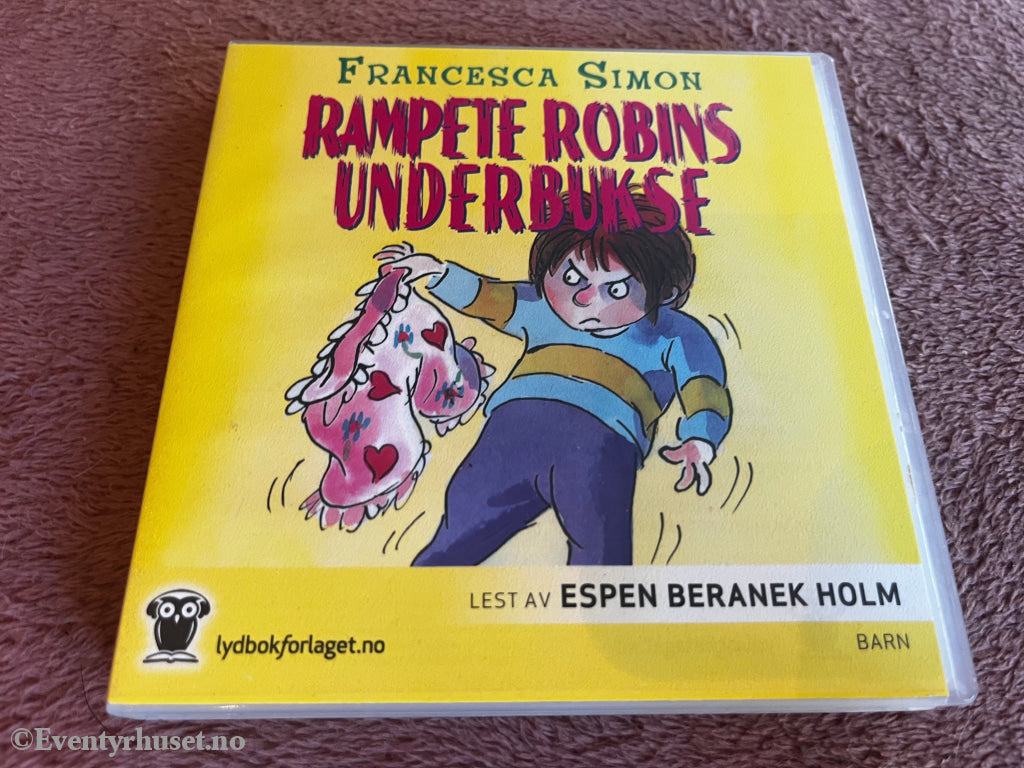 FRANCESCA SIMON
RAMPETE ROBINS
UNDERBUKSE
LEST AV ESPEN BERANEK HOLM
lydbokforlaget.no
BARN
©Eventyrhuset.no